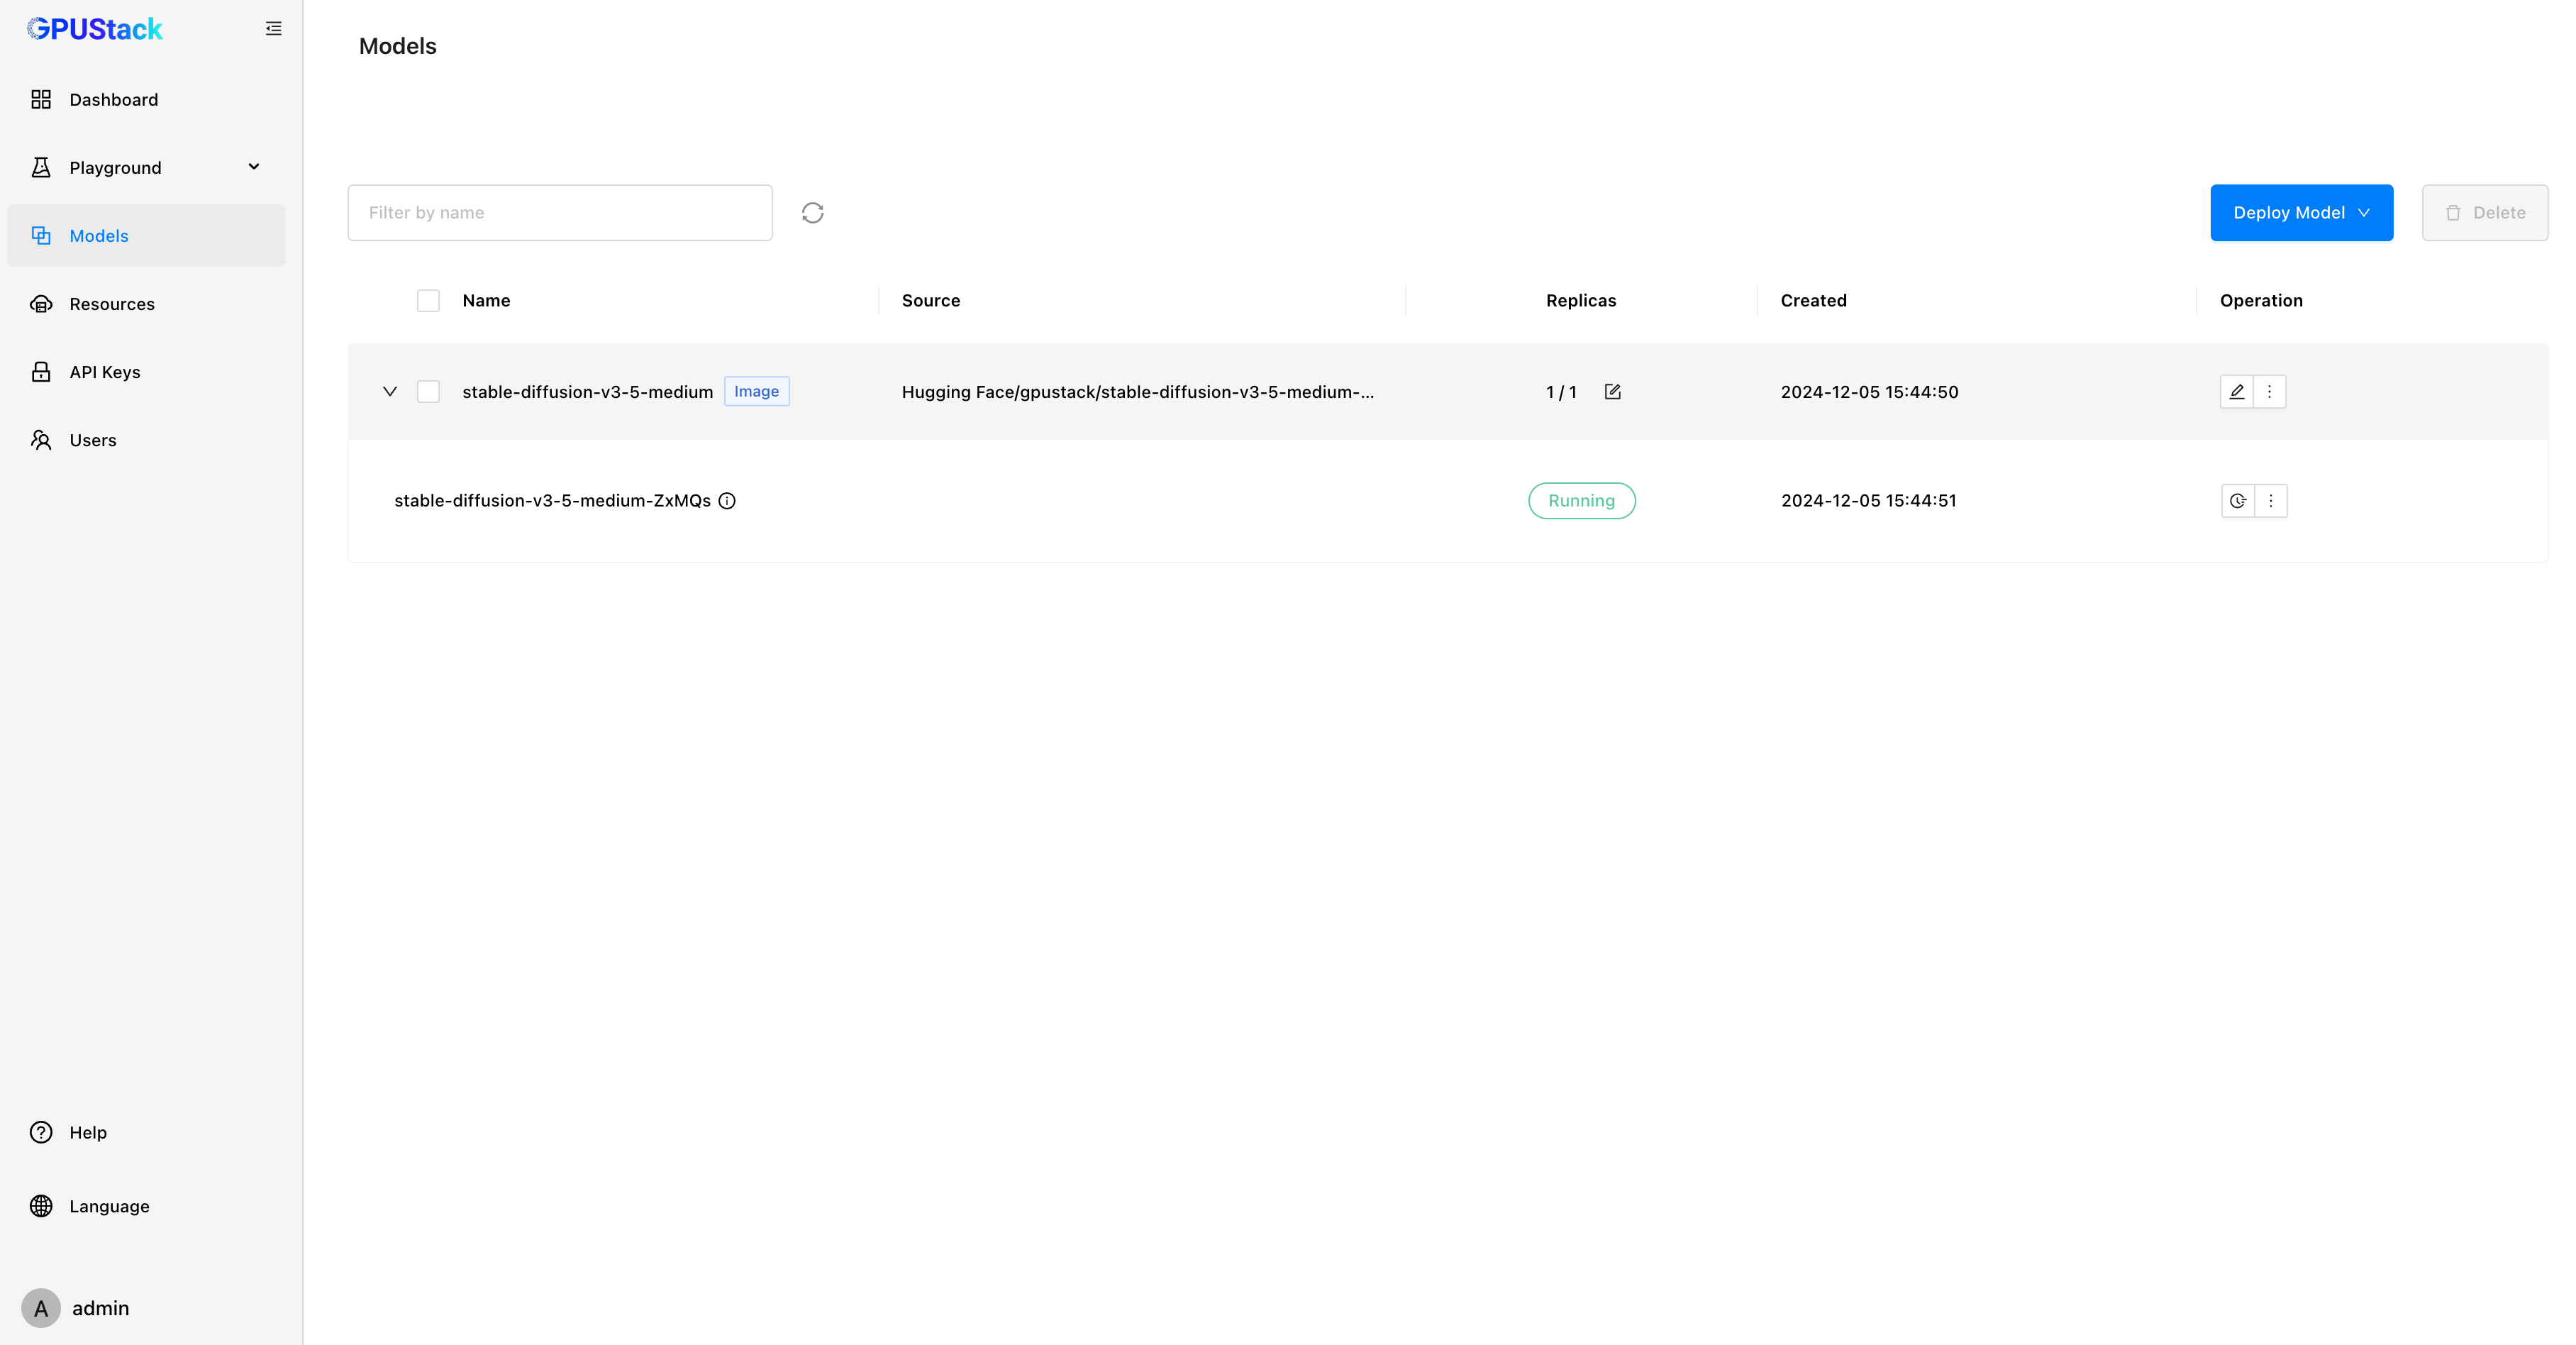 GPUStack
Models
Dashboard
Playground
Models
Resources
API Keys
Users
Filter by name
Deploy Model
Delete
Name Source Replicas Created Operation
stable-diffusion-v3-5-medium Image Hugging Face/gpustack/stable-diffusion-v3-5-medium-... 1 / 1 2024-12-05 15:44:50
stable-diffusion-v3-5-medium-ZxMQs Running 2024-12-05 15:44:51
Help
Language
A admin